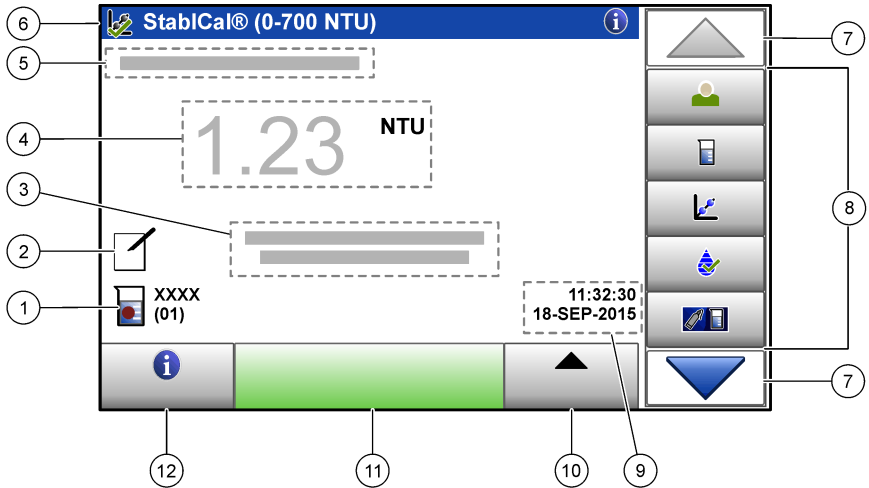 6 StablCal® (0-700 NTU) i 7
5
4 1.23 NTU
3
8
2
1 XXXX
(01)
11:32:30
18-SEP-2015
i
7
12 11 10 9